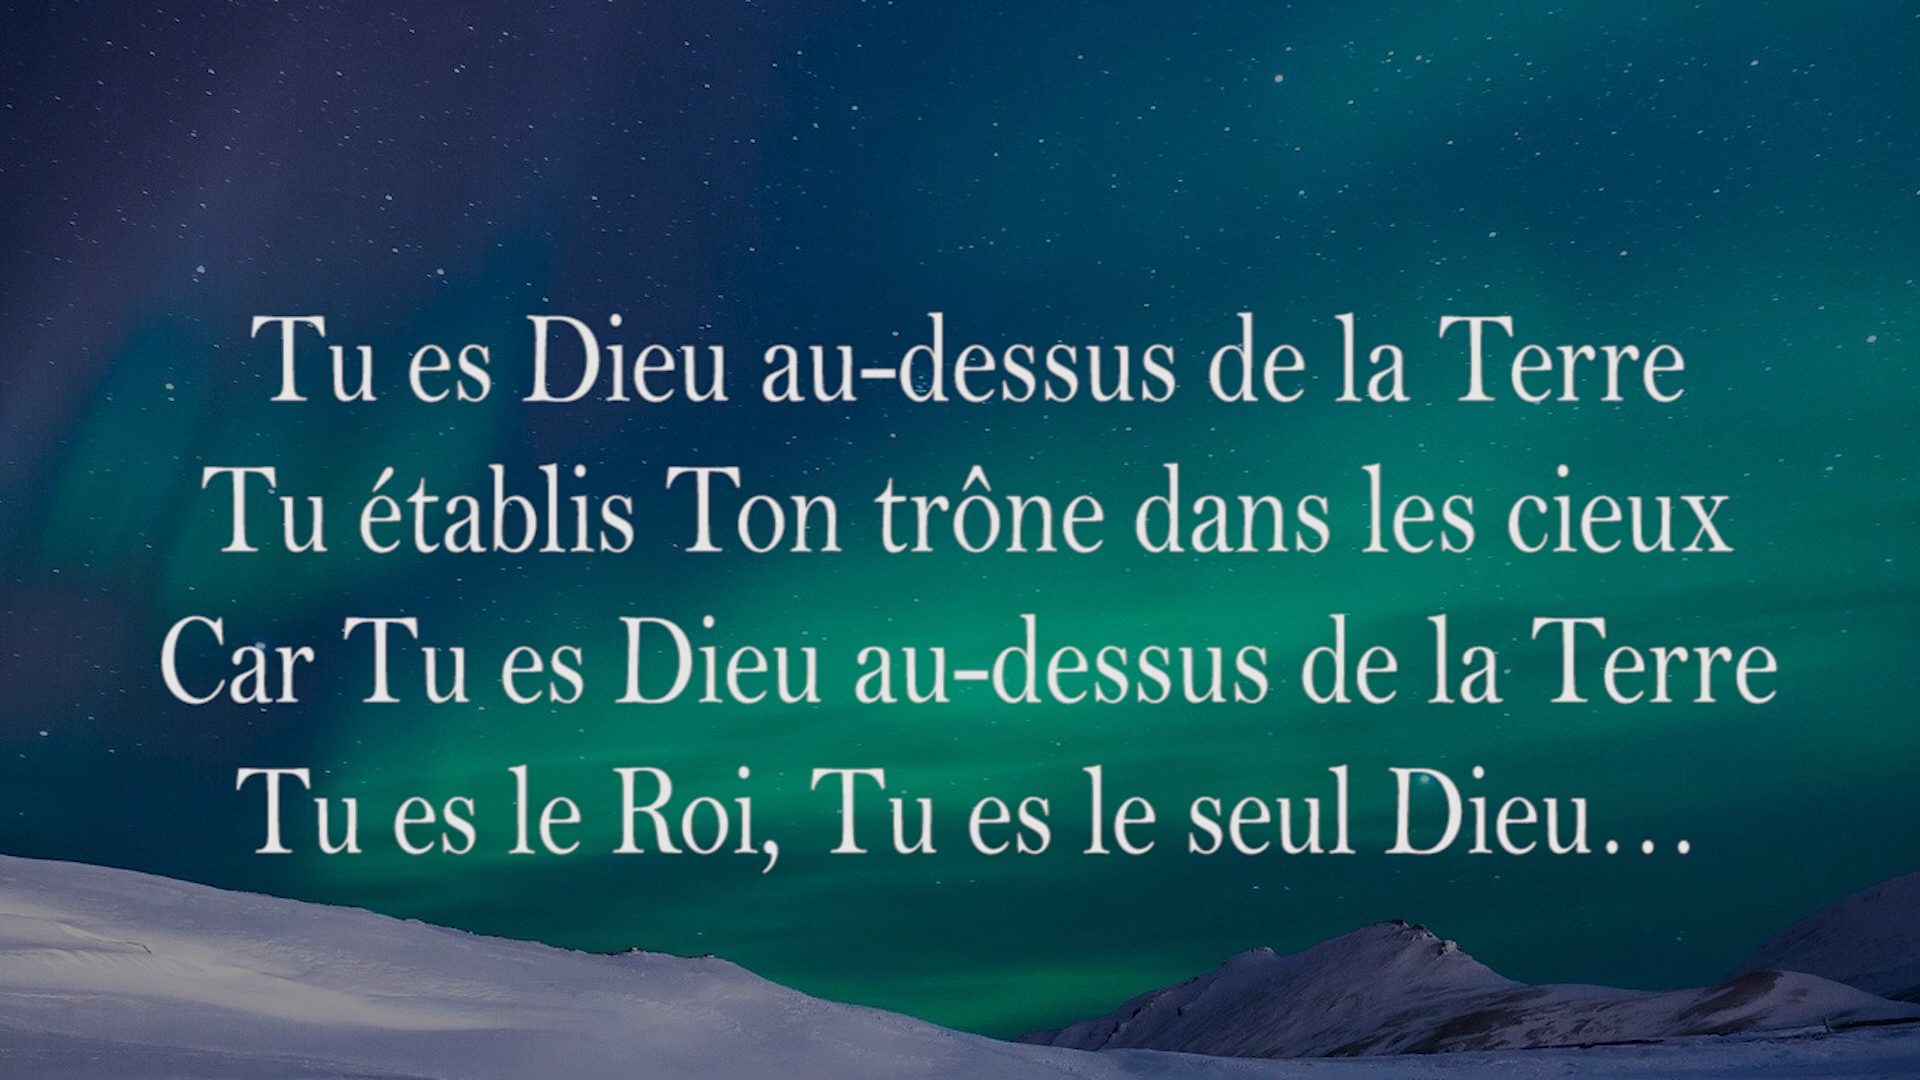 Tu es Dieu au-dessus de la Terre
Tu établis Ton trône dans les cieux
Car Tu es Dieu au-dessus de la Terre
Tu es le Roi, Tu es le seul Dieu…